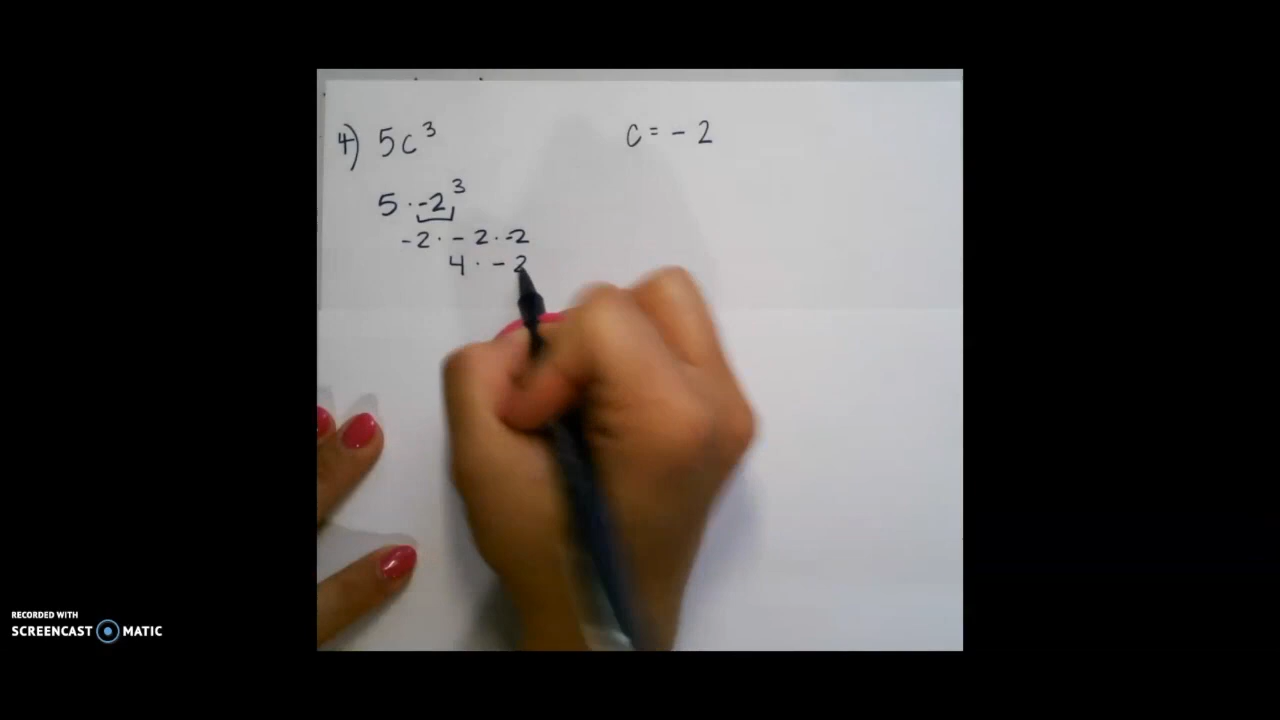 4) 5c³ c = - 2
5 · -2³
-2 · - 2 · -2
4 · - 2
RECORDED WITH
SCREENCAST MATIC